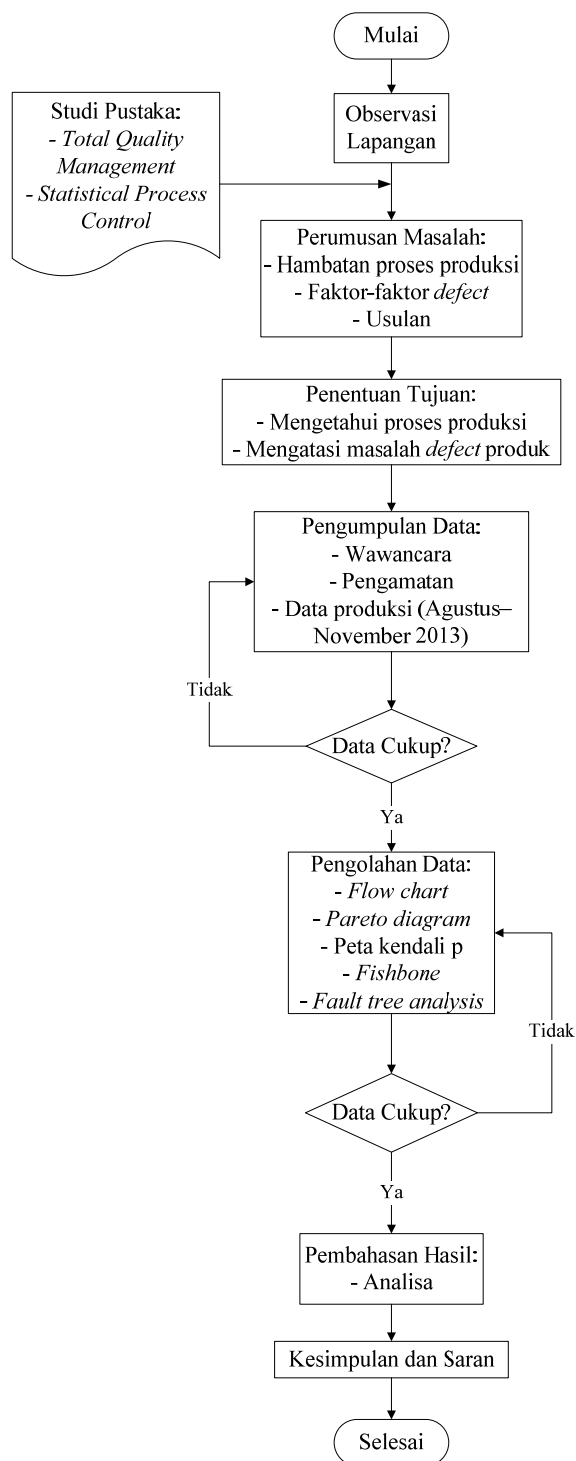 Mulai
Observasi
Lapangan
Studi Pustaka:
- Total Quality
Management
- Statistical Process
Control
Perumusan Masalah:
- Hambatan proses produksi
- Faktor-faktor defect
- Usulan
Penentuan Tujuan:
- Mengetahui proses produksi
- Mengatasi masalah defect produk
Pengumpulan Data:
- Wawancara
- Pengamatan
- Data produksi (Agustus–
November 2013)
Tidak
Data Cukup?
Ya
Pengolahan Data:
- Flow chart
- Pareto diagram
- Peta kendali p
- Fishbone
- Fault tree analysis
Tidak
Data Cukup?
Ya
Pembahasan Hasil:
- Analisa
Kesimpulan dan Saran
Selesai